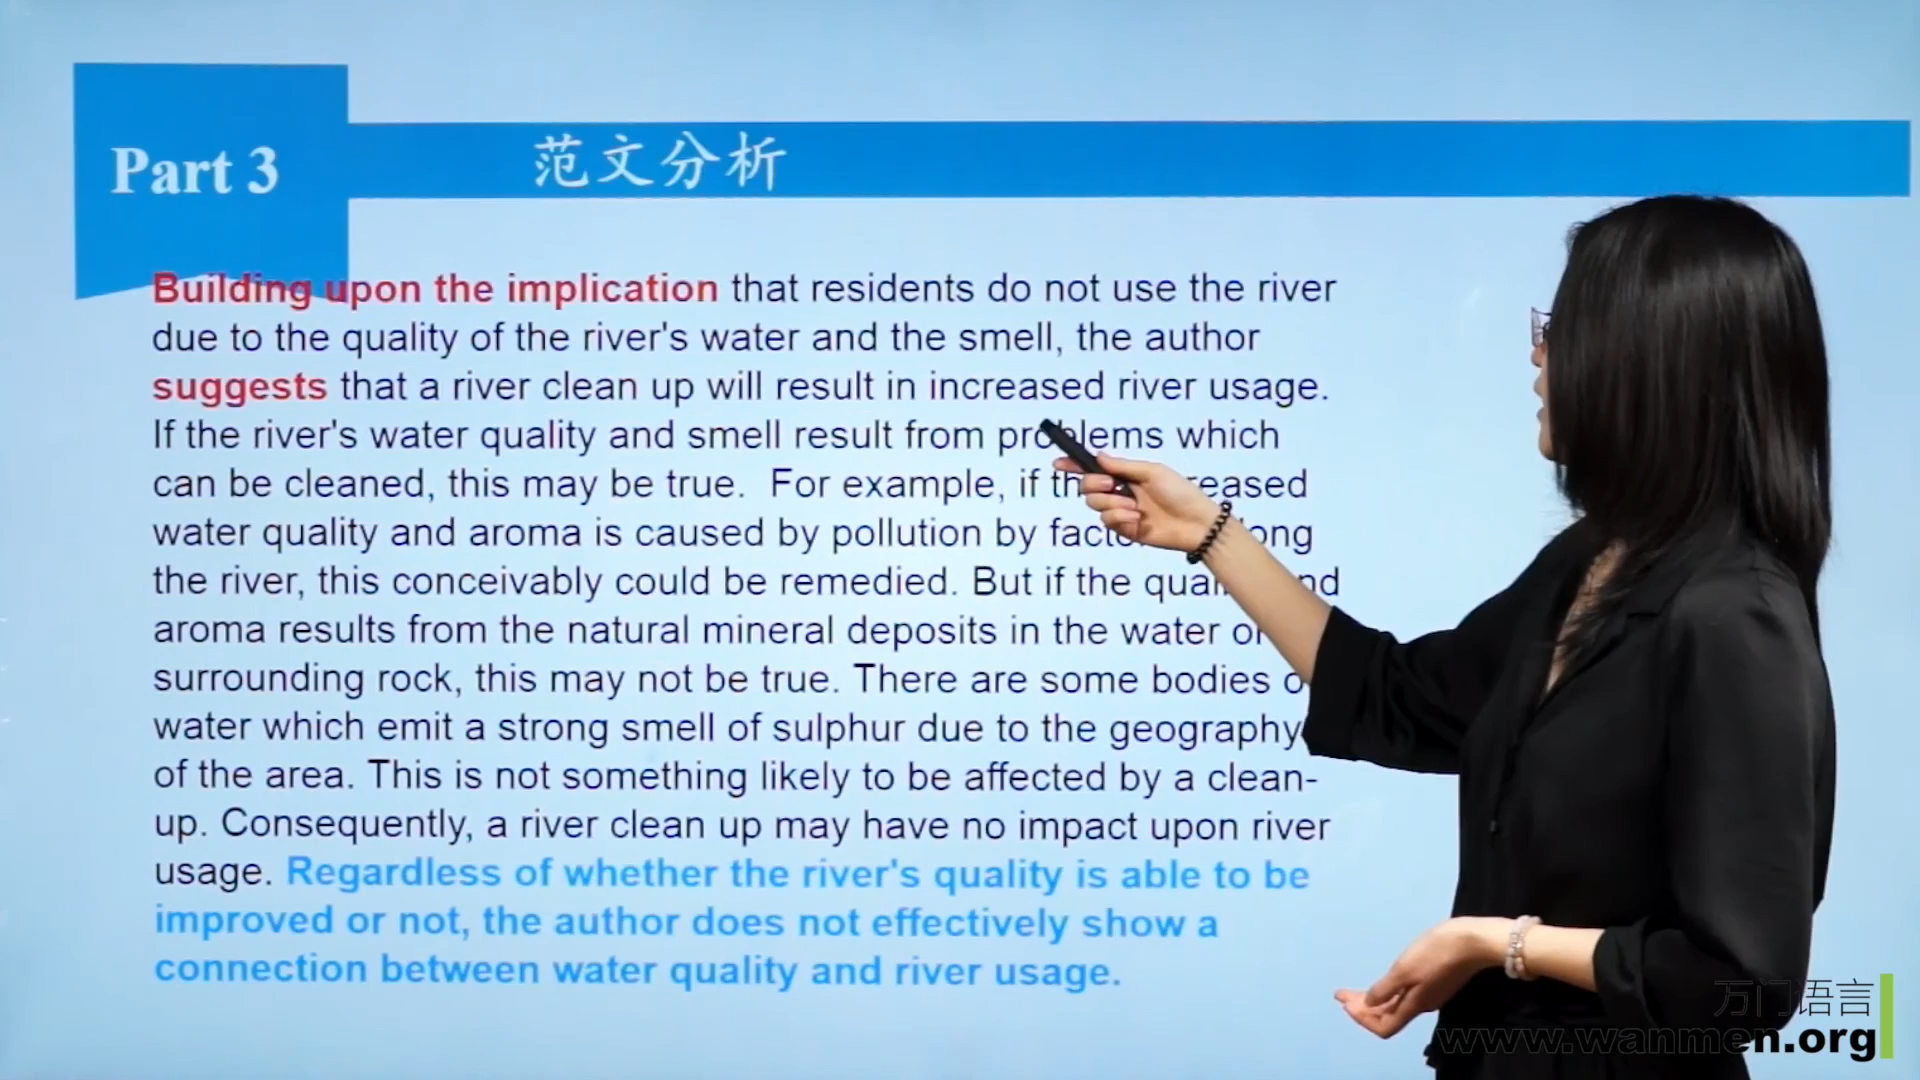 Part 3
范文分析
Building upon the implication that residents do not use the river
due to the quality of the river's water and the smell, the author
suggests that a river clean up will result in increased river usage.
If the river's water quality and smell result from problems which
can be cleaned, this may be true. For example, if
water quality and aroma is caused by pollution by
the river, this conceivably could be remedied. But if the
aroma results from the natural mineral deposits in the water
surrounding rock, this may not be true. There are some bodies
water which emit a strong smell of sulphur due to the geography
of the area. This is not something likely to be affected by a clean-
up. Consequently, a river clean up may have no impact upon river
usage. Regardless of whether the river's quality is able to be
improved or not, the author does not effectively show a
connection between water quality and river usage.
万门语言
www.wanmen.org